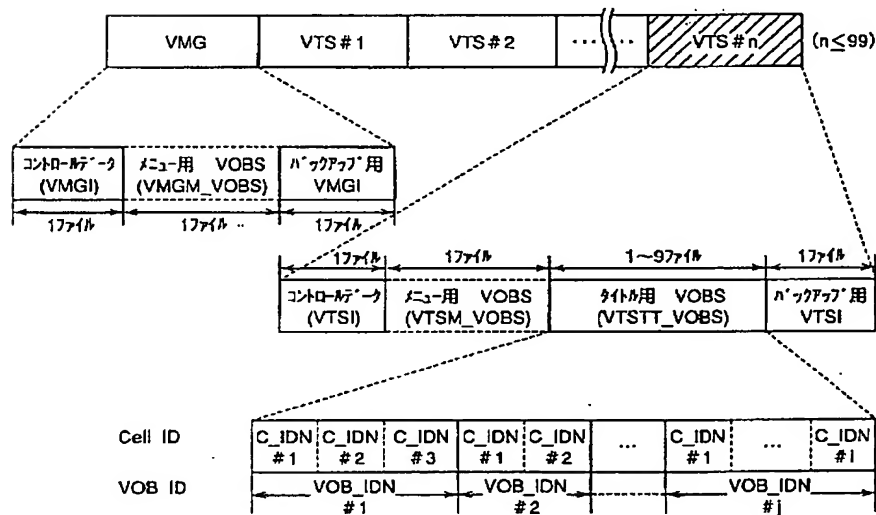 VMG VTS#1 VTS#2 ..... VTS#n (n≤99)
コントロールデータ メニュー用 VOBS バックアップ用
(VMGI) (VMGM_VOBS) VMGI
1ファイル 1ファイル 1ファイル
1ファイル 1ファイル 1～9ファイル 1ファイル
コントロールデータ メニュー用 VOBS タイトル用 VOBS バックアップ用
(VTSI) (VTSM_VOBS) (VTSTT_VOBS) VTSI
Cell ID C_IDN C_IDN C_IDN C_IDN C_IDN ... C_IDN ... C_IDN
#1 #2 #3 #1 #2 #1 #i
VOB ID VOB_IDN VOB_IDN VOB_IDN
#1 #2 #j